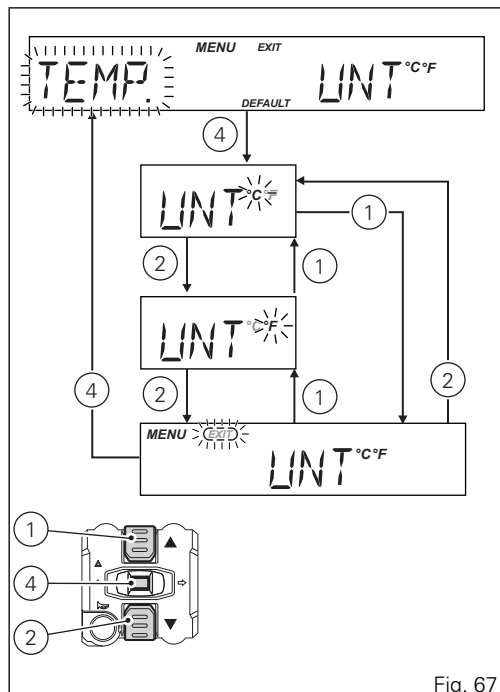 MENU EXIT
TEMP. UNT °C°F
DEFAULT
4
UNT °C°F
1
2 1
UNT °C°F
4 2 1 2
MENU EXIT
UNT °C°F
1
4
2
Fig. 67